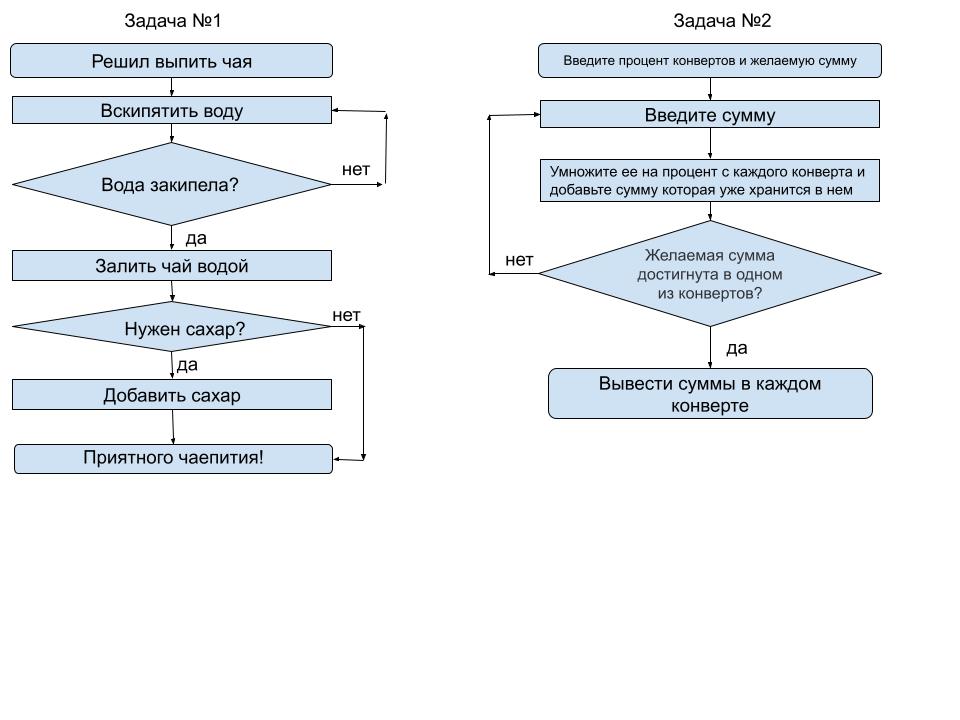 Задача №1
Решил выпить чая
Вскипятить воду
Вода закипела?
нет
да
Залить чай водой
Нужен сахар?
нет
да
Добавить сахар
Приятного чаепития!
Задача №2
Введите процент конвертов и желаемую сумму
Введите сумму
Умножите ее на процент с каждого конверта и
добавьте сумму которая уже хранится в нем
Желаемая сумма
достигнута в одном
из конвертов?
нет
да
Вывести суммы в каждом
конверте